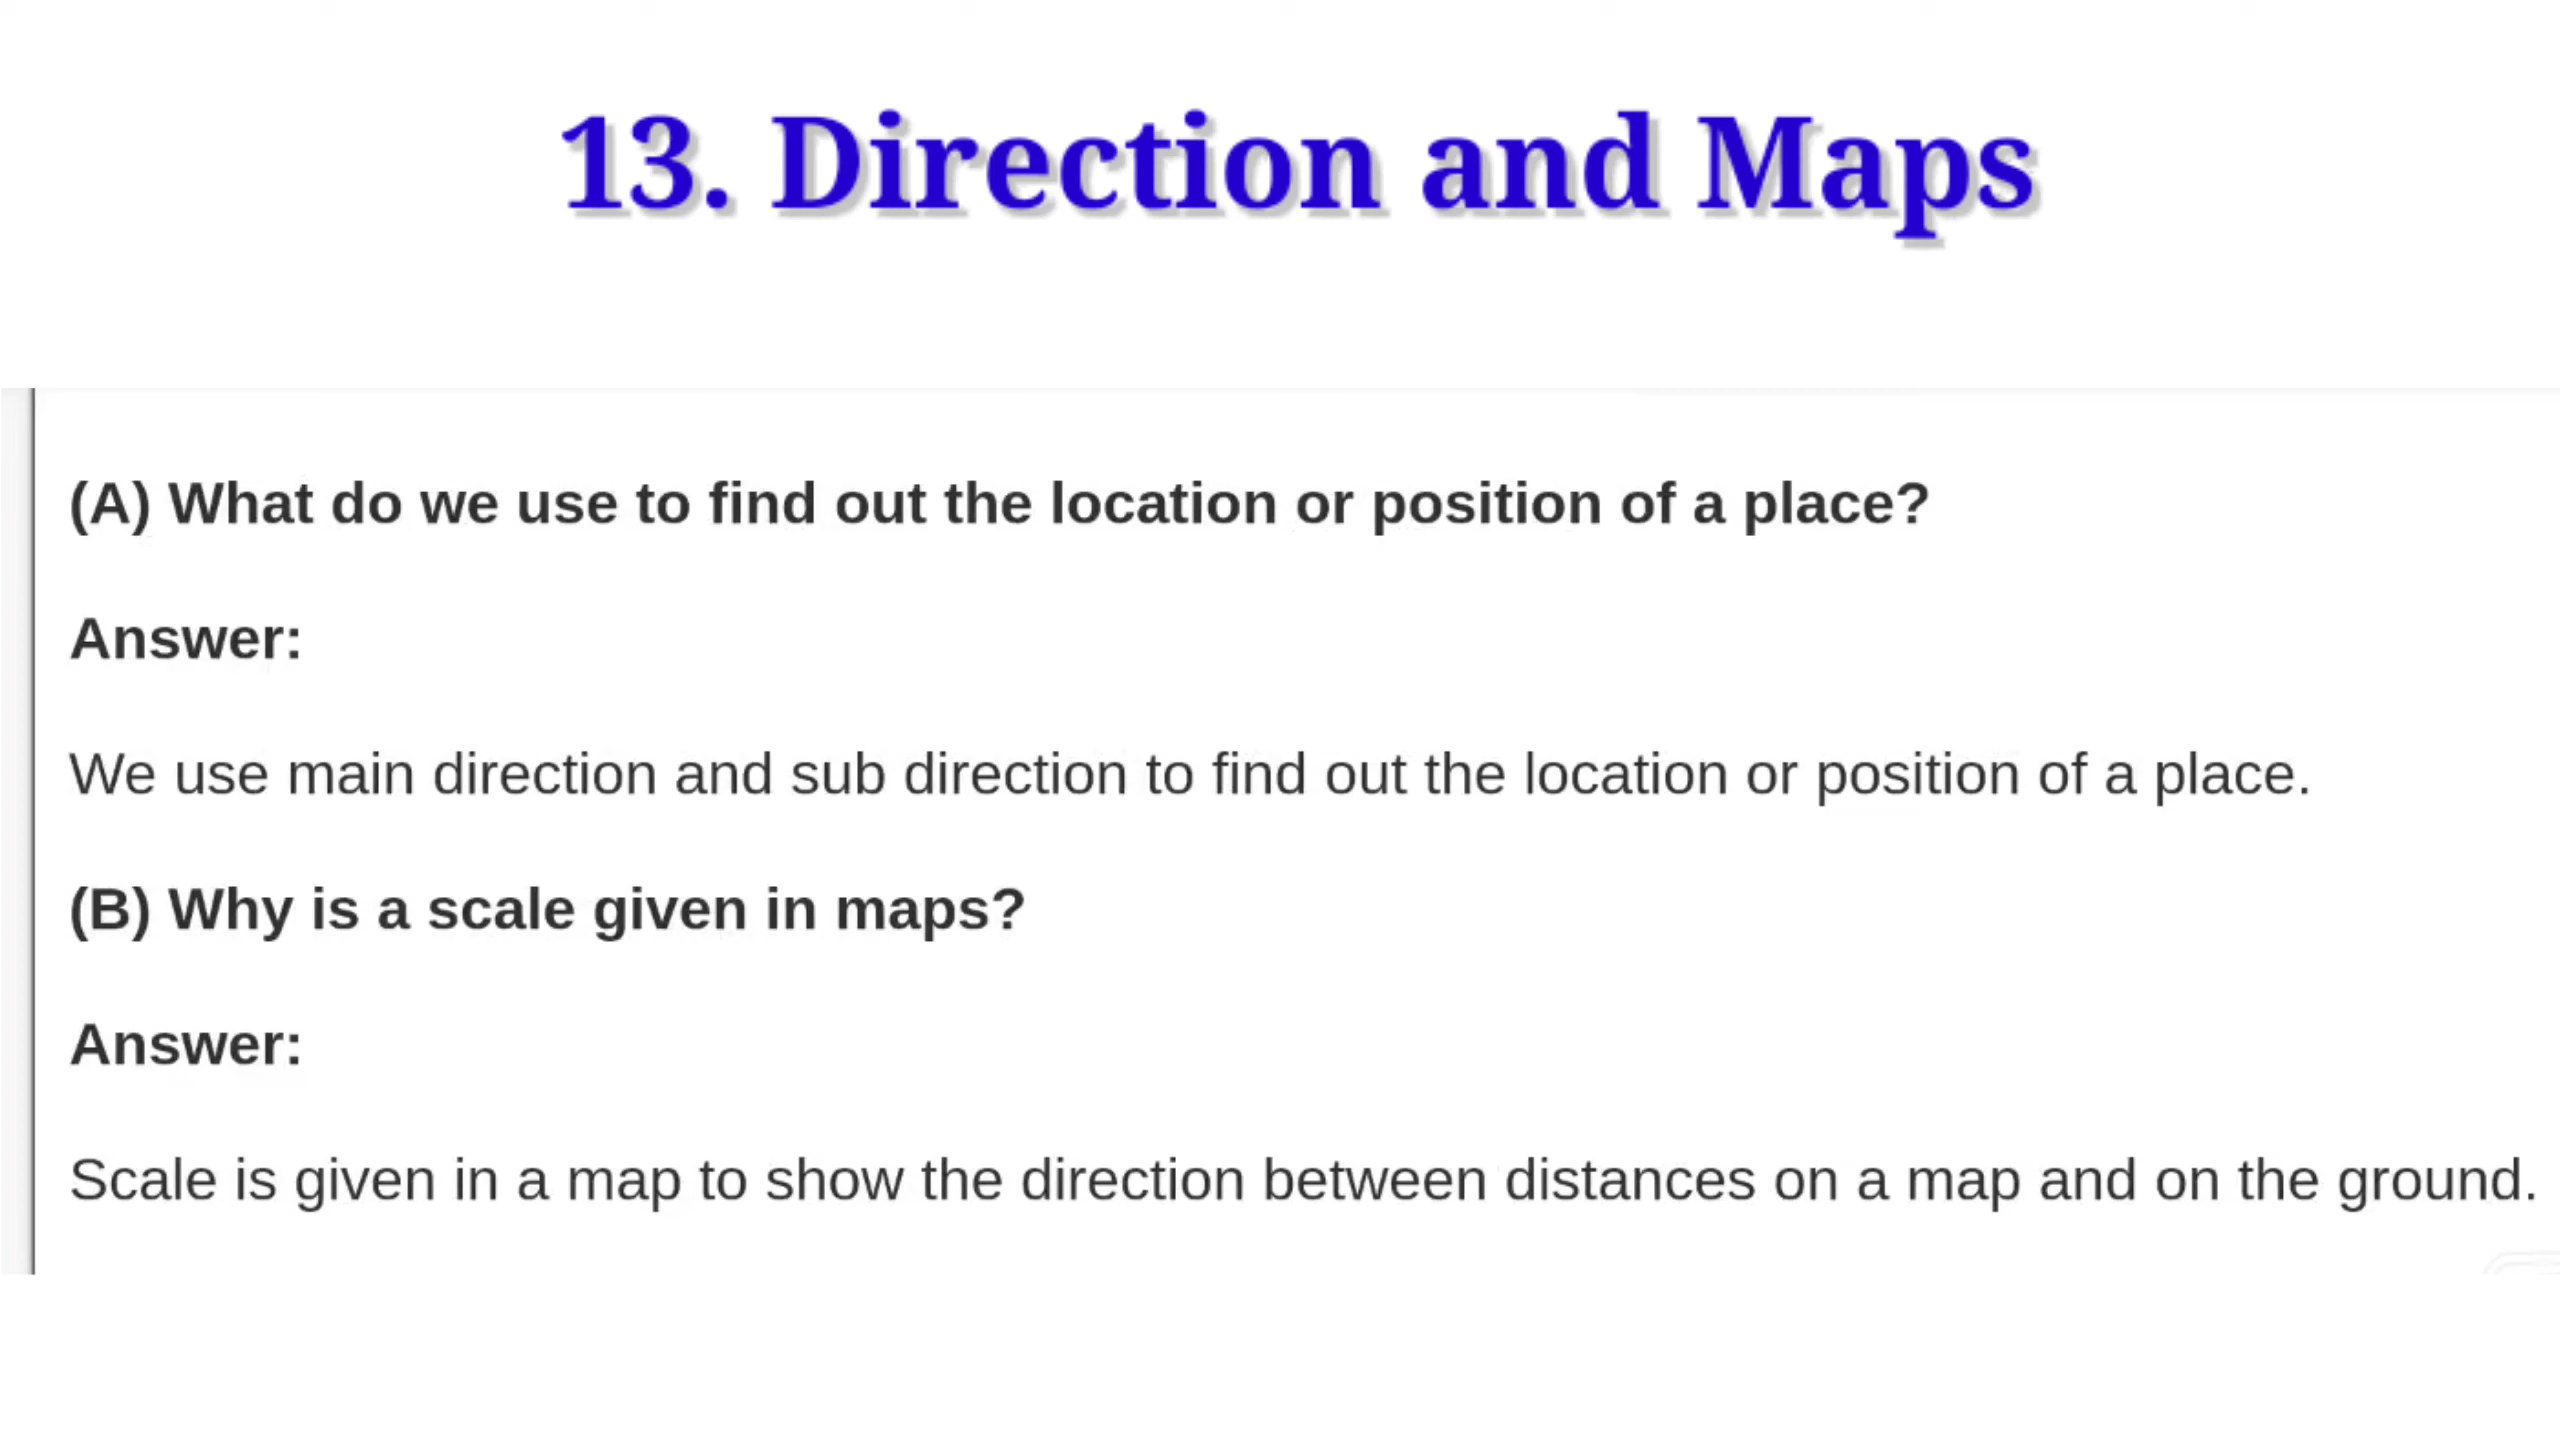 13. Direction and Maps
(A) What do we use to find out the location or position of a place?
Answer:
We use main direction and sub direction to find out the location or position of a place.
(B) Why is a scale given in maps?
Answer:
Scale is given in a map to show the direction between distances on a map and on the ground.